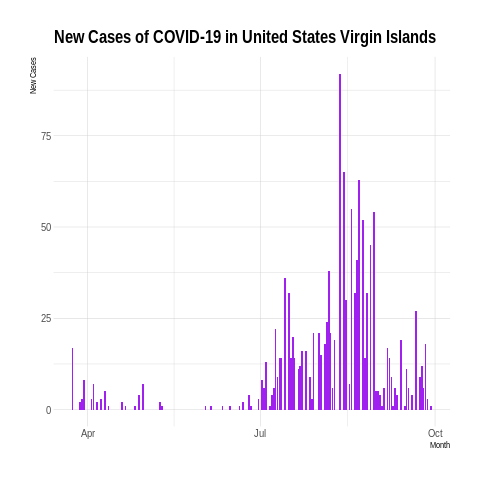 New Cases of COVID-19 in United States Virgin Islands
New Cases
75
50
25
0
Apr
Jul
Oct
Month